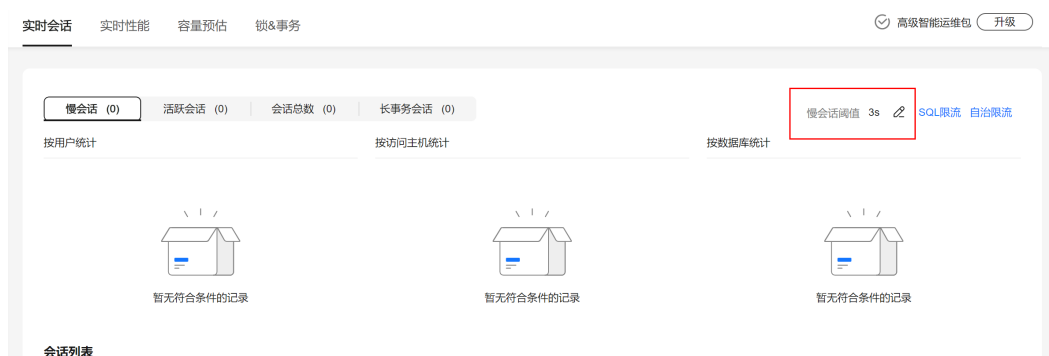 实时会话 实时性能 容量预估 锁&事务 高级智能运维包 升级
慢会话 (0) 活跃会话 (0) 会话总数 (0) 长事务会话 (0) 慢会话阈值 3s SQL限流 自治限流
按用户统计 按访问主机统计 按数据库统计
暂无符合条件的记录 暂无符合条件的记录 暂无符合条件的记录
会话列表